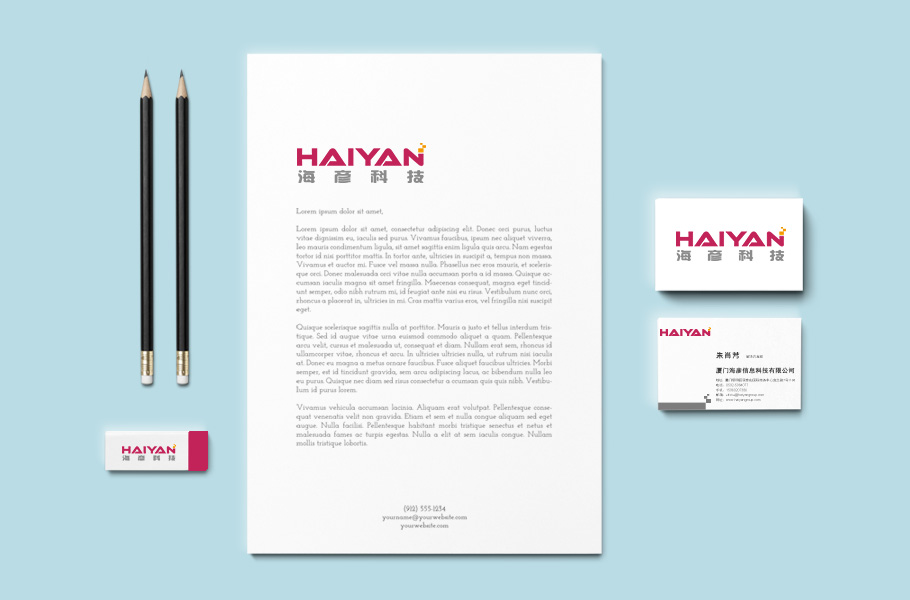 HAIYAN
海彦科技
Lorem ipsum dolor sit amet,
Lorem ipsum dolor sit amet, consectetur adipiscing elit. Donec orci purus, luctus
vitae dignissim eu, iaculis sed purus. Vivamus faucibus, ipsum nec aliquet viverra,
leo mauris condimentum ligula, sit amet sagittis enim ligula quis arcu. Nam egestas
tortor id nisi porttitor mattis. In tortor ante, ultricies in suscipit a, tempus non massa.
Vivamus et auctor mi. Fusce vel massa nulla. Phasellus nec eros mauris, et sceleris-
que orci. Donec malesuada orci vitae nulla accumsan porta a id massa. Quisque ac-
cumsan iaculis magna sit amet fringilla. Maecenas consequat, magna eget tincid-
unt semper, odio nibh rutrum mi, id feugiat ante nisi eu risus. Vestibulum nunc orci,
rhoncus a placerat in, ultricies in mi. Cras mattis varius eros, vel fringilla nisi suscipit
eget.
Quisque scelerisque sagittis nulla at porttitor. Mauris a justo et tellus interdum tris-
tique. Sed id augue vitae urna euismod commodo aliquet a quam. Pellentesque
arcu velit, cursus et malesuada ut, consequat et diam. Nullam erat sem, rhoncus id
ullamcorper vitae, rhoncus et arcu. In ultricies ultricies nulla, ut rutrum nisi iaculis
at. Donec eu magna a metus ornare faucibus. Fusce aliquet faucibus ultricies. Morbi
semper, est id tincidunt gravida, sem arcu adipiscing lacus, ac bibendum nulla leo
eu purus. Quisque nec diam sed risus consectetur a ccumsan quis quis nibh. Vestibu-
lum id purus lorem.
Vivamus vehicula accumsan lacinia. Aliquam erat volutpat. Pellentesque conse-
quat venenatis velit non gravida. Etiam et sem et nulla congue aliquam sed eget
augue. Nulla facilisi. Pellentesque habitant morbi tristique senectus et netus et
malesuada fames ac turpis egestas. Nulla a elit at sem iaculis congue. Nullam
mollis tristique lobortis.
(912) 555-1234
yourname@yourwebsite.com
yourwebsite.com
HAIYAN
海彦科技
HAIYAN
厦门海彦信息科技有限公司
HAIYAN
海彦科技